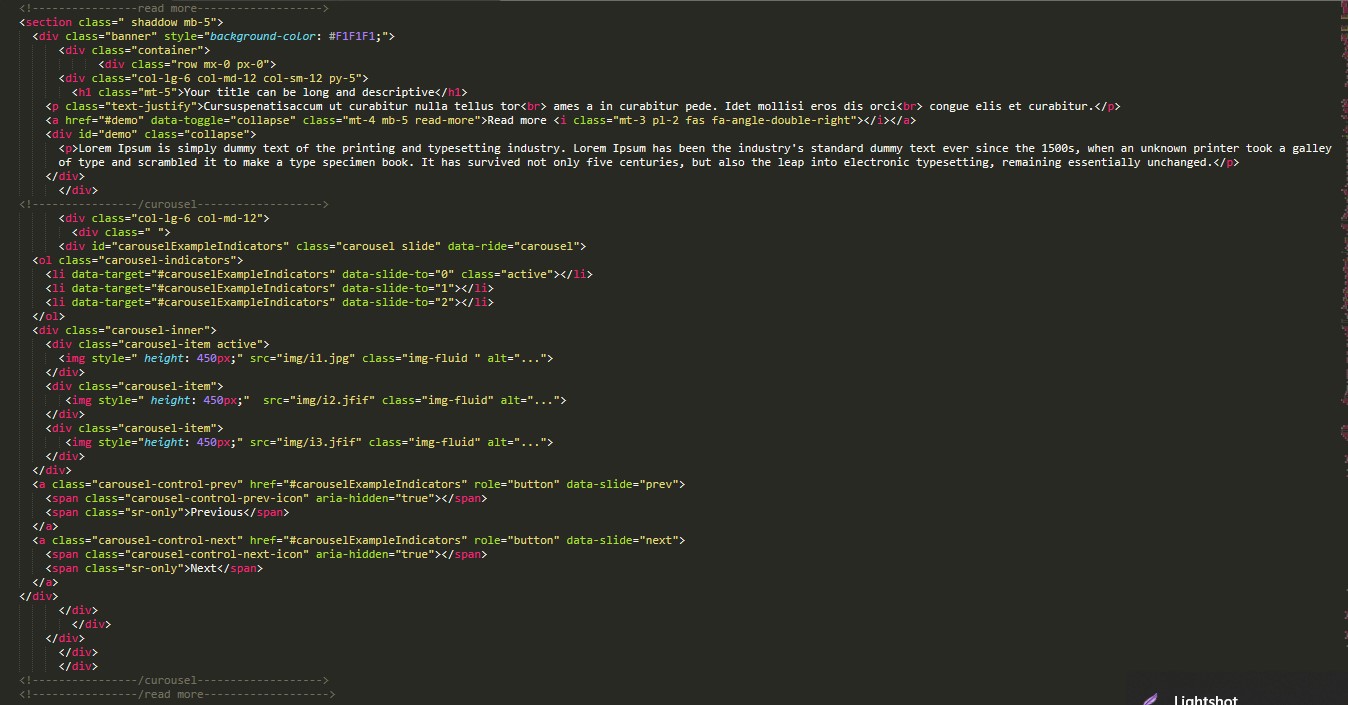 <!----------------read more------------------->
<section class=" shaddow mb-5">
<div class="banner" style="background-color: #F1F1F1;">
<div class="container">
<div class="row mx-0 px-0">
<div class="col-lg-6 col-md-12 col-sm-12 py-5">
<h1 class="mt-5">Your title can be long and descriptive</h1>
<p class="text-justify">Cursuspenatisaccum ut curabitur nulla tellus tor<br> ames a in curabitur pede. Idet mollisi eros dis orci<br> congue elis et curabitur.</p>
<a href="#demo" data-toggle="collapse" class="mt-4 mb-5 read-more">Read more <i class="mt-3 pl-2 fas fa-angle-double-right"></i></a>
<div id="demo" class="collapse">
<p>Lorem Ipsum is simply dummy text of the printing and typesetting industry. Lorem Ipsum has been the industry's standard dummy text ever since the 1500s, when an unknown printer took a galley
of type and scrambled it to make a type specimen book. It has survived not only five centuries, but also the leap into electronic typesetting, remaining essentially unchanged.</p>
</div>
</div>
<!----------------/curousel------------------->
<div class="col-lg-6 col-md-12">
<div class=" ">
<div id="carouselExampleIndicators" class="carousel slide" data-ride="carousel">
<ol class="carousel-indicators">
<li data-target="#carouselExampleIndicators" data-slide-to="0" class="active"></li>
<li data-target="#carouselExampleIndicators" data-slide-to="1"></li>
<li data-target="#carouselExampleIndicators" data-slide-to="2"></li>
</ol>
<div class="carousel-inner">
<div class="carousel-item active">
<img style=" height: 450px;" src="img/i1.jpg" class="img-fluid " alt="...">
</div>
<div class="carousel-item">
<img style=" height: 450px;"  src="img/i2.jfif" class="img-fluid" alt="...">
</div>
<div class="carousel-item">
<img style="height: 450px;" src="img/i3.jfif" class="img-fluid" alt="...">
</div>
</div>
<a class="carousel-control-prev" href="#carouselExampleIndicators" role="button" data-slide="prev">
<span class="carousel-control-prev-icon" aria-hidden="true"></span>
<span class="sr-only">Previous</span>
</a>
<a class="carousel-control-next" href="#carouselExampleIndicators" role="button" data-slide="next">
<span class="carousel-control-next-icon" aria-hidden="true"></span>
<span class="sr-only">Next</span>
</a>
</div>
</div>
</div>
</div>
</div>
</div>
<!----------------/curousel------------------->
<!----------------/read more-------------------->
Lightshot